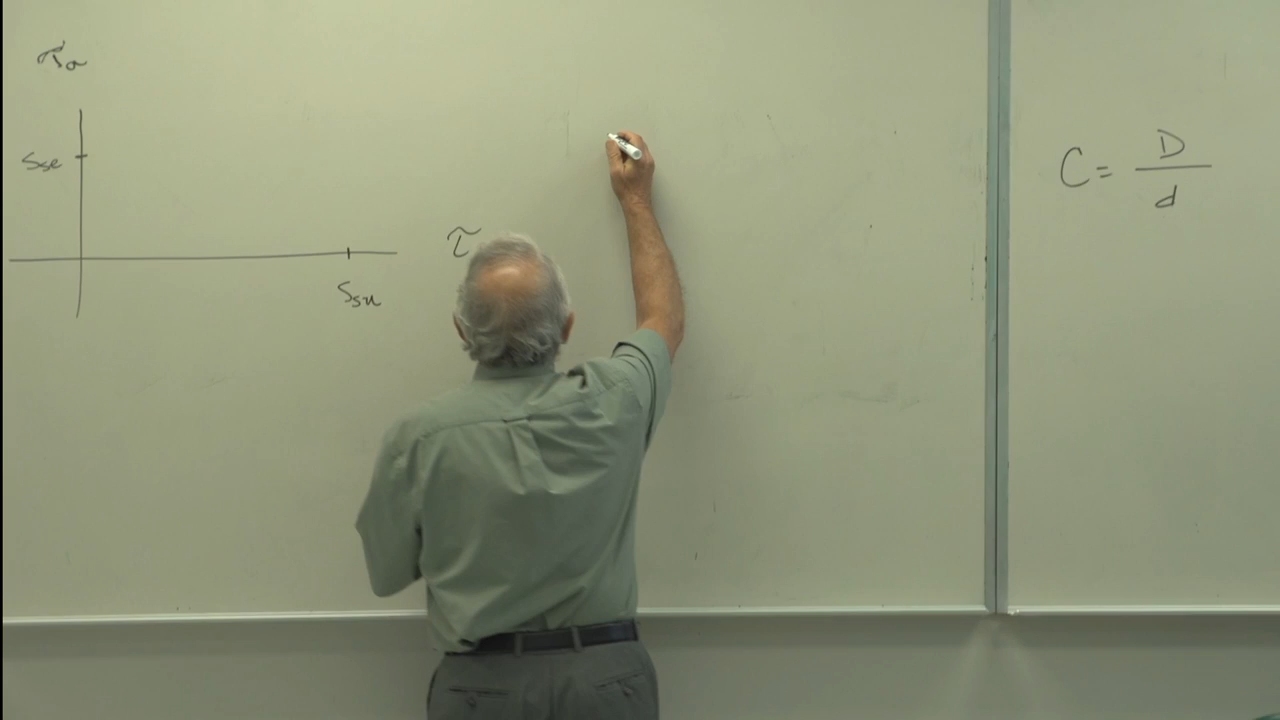 τa
Sse
τ
Ssu
C = D / d